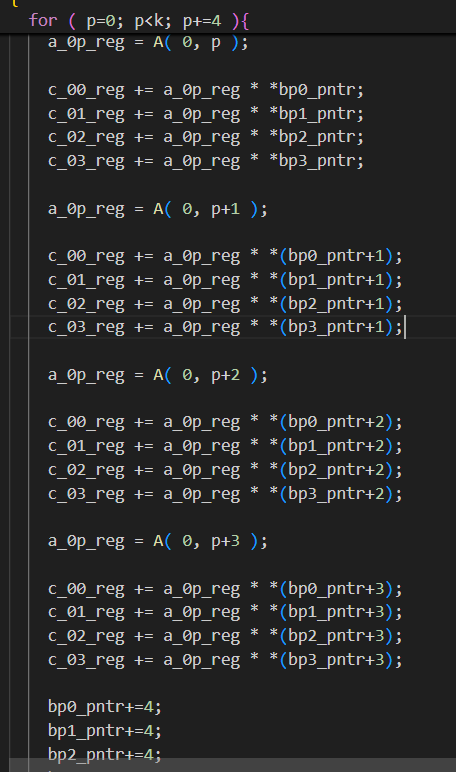 {
for ( p=0; p<k; p+=4 ){
a_0p_reg = A( 0, p );
c_00_reg += a_0p_reg * *bp0_pntr;
c_01_reg += a_0p_reg * *bp1_pntr;
c_02_reg += a_0p_reg * *bp2_pntr;
c_03_reg += a_0p_reg * *bp3_pntr;
a_0p_reg = A( 0, p+1 );
c_00_reg += a_0p_reg * *(bp0_pntr+1);
c_01_reg += a_0p_reg * *(bp1_pntr+1);
c_02_reg += a_0p_reg * *(bp2_pntr+1);
c_03_reg += a_0p_reg * *(bp3_pntr+1);
a_0p_reg = A( 0, p+2 );
c_00_reg += a_0p_reg * *(bp0_pntr+2);
c_01_reg += a_0p_reg * *(bp1_pntr+2);
c_02_reg += a_0p_reg * *(bp2_pntr+2);
c_03_reg += a_0p_reg * *(bp3_pntr+2);
a_0p_reg = A( 0, p+3 );
c_00_reg += a_0p_reg * *(bp0_pntr+3);
c_01_reg += a_0p_reg * *(bp1_pntr+3);
c_02_reg += a_0p_reg * *(bp2_pntr+3);
c_03_reg += a_0p_reg * *(bp3_pntr+3);
bp0_pntr+=4;
bp1_pntr+=4;
bp2_pntr+=4;